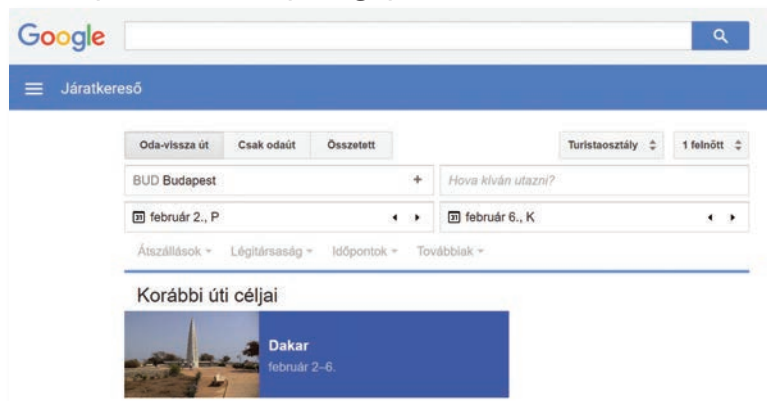 Google
Járatkereső
Oda-vissza út Csak odaút Összetett Turistaosztály 1 felnőtt
BUD Budapest + Hova kíván utazni?
31 február 2., P 31 február 6., K
Átszállások Légitársaság Időpontok Továbbiak
Korábbi úti céljai
Dakar
február 2–6.